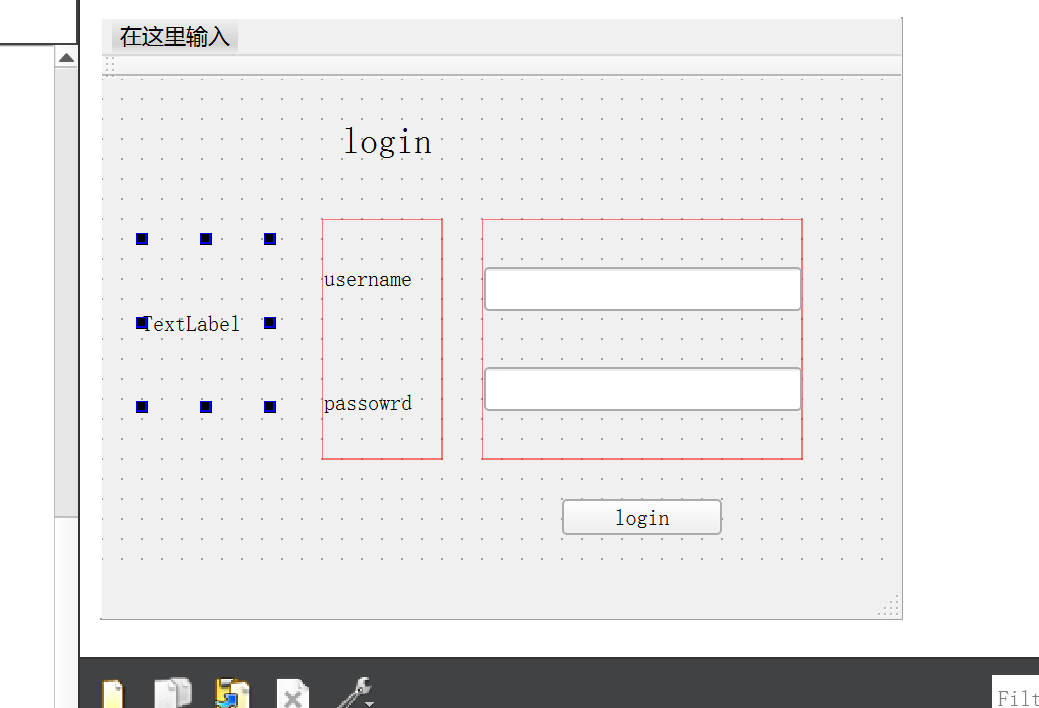 在这里输入
login
username
TextLabel
passowrd
login
Filt